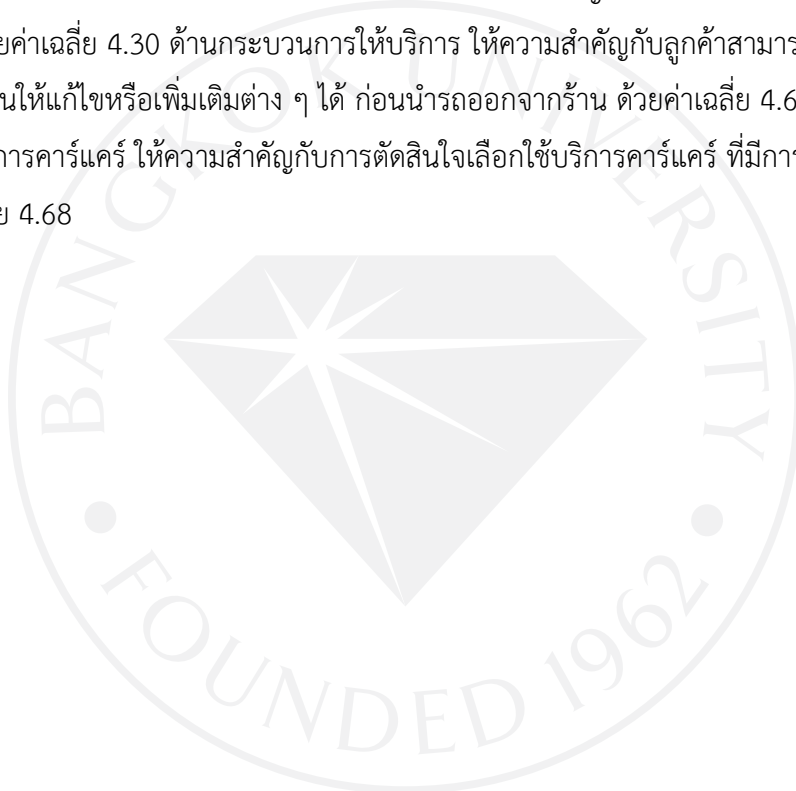 ยค่าเฉลี่ย 4.30 ด้านกระบวนการให้บริการ ให้ความสำคัญกับลูกค้าสามาร
นให้แก้ไขหรือเพิ่มเติมต่าง ๆ ได้ ก่อนนำรถออกจากร้าน ด้วยค่าเฉลี่ย 4.6
การคาร์แคร์ ให้ความสำคัญกับการตัดสินใจเลือกใช้บริการคาร์แคร์ ที่มีการ
ย 4.68
BANGKOK UNIVERSITY
FOUNDED 1962